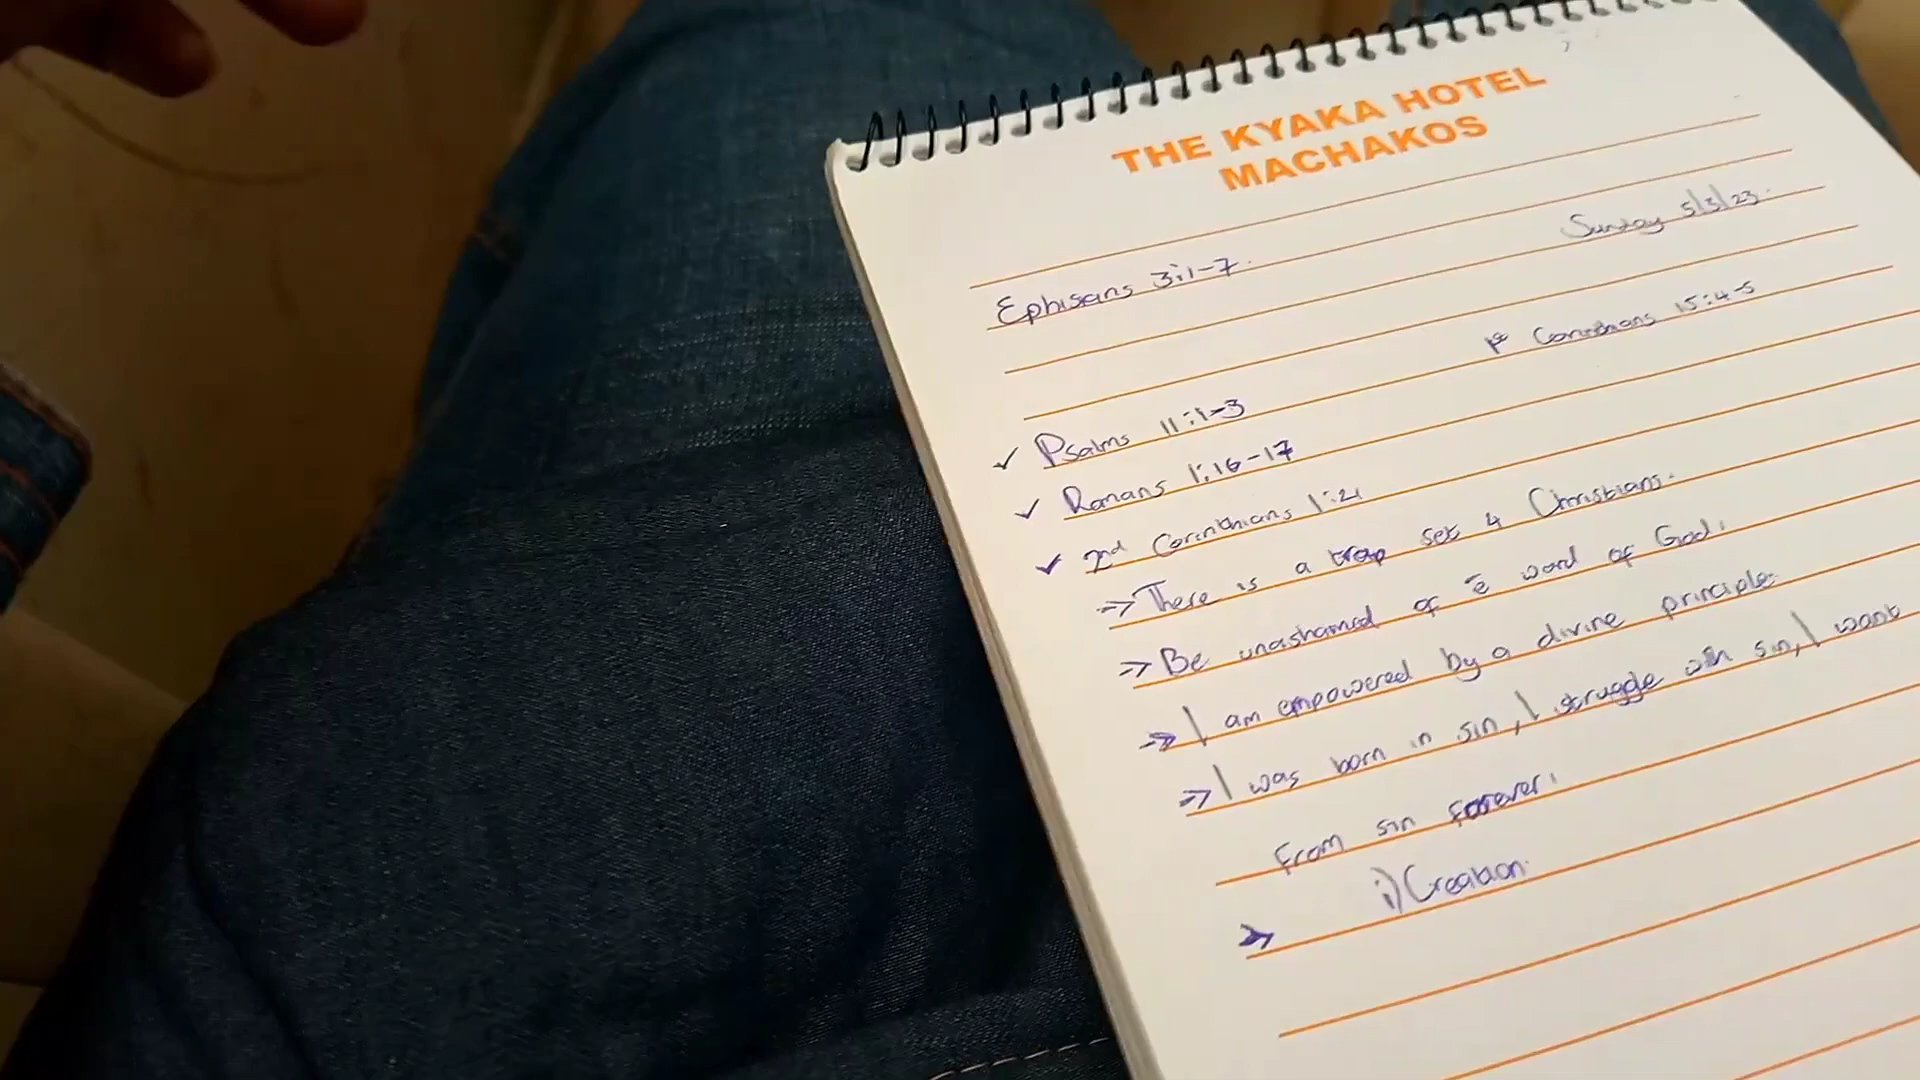 THE KYAKA HOTEL
MACHAKOS
Sunday 5/3/23.
Ephisans 3:1-7.
1st Corinthians 15:4-5
Psalms 11:1-3
Romans 1:16-17
2nd Corinthians 1:21
There is a trap set 4 Christians.
Be unashamed of ē word of God.
I am empowered by a divine principle.
I was born in sin, I struggle with sin, I want
from sin forever.
i) Creation.